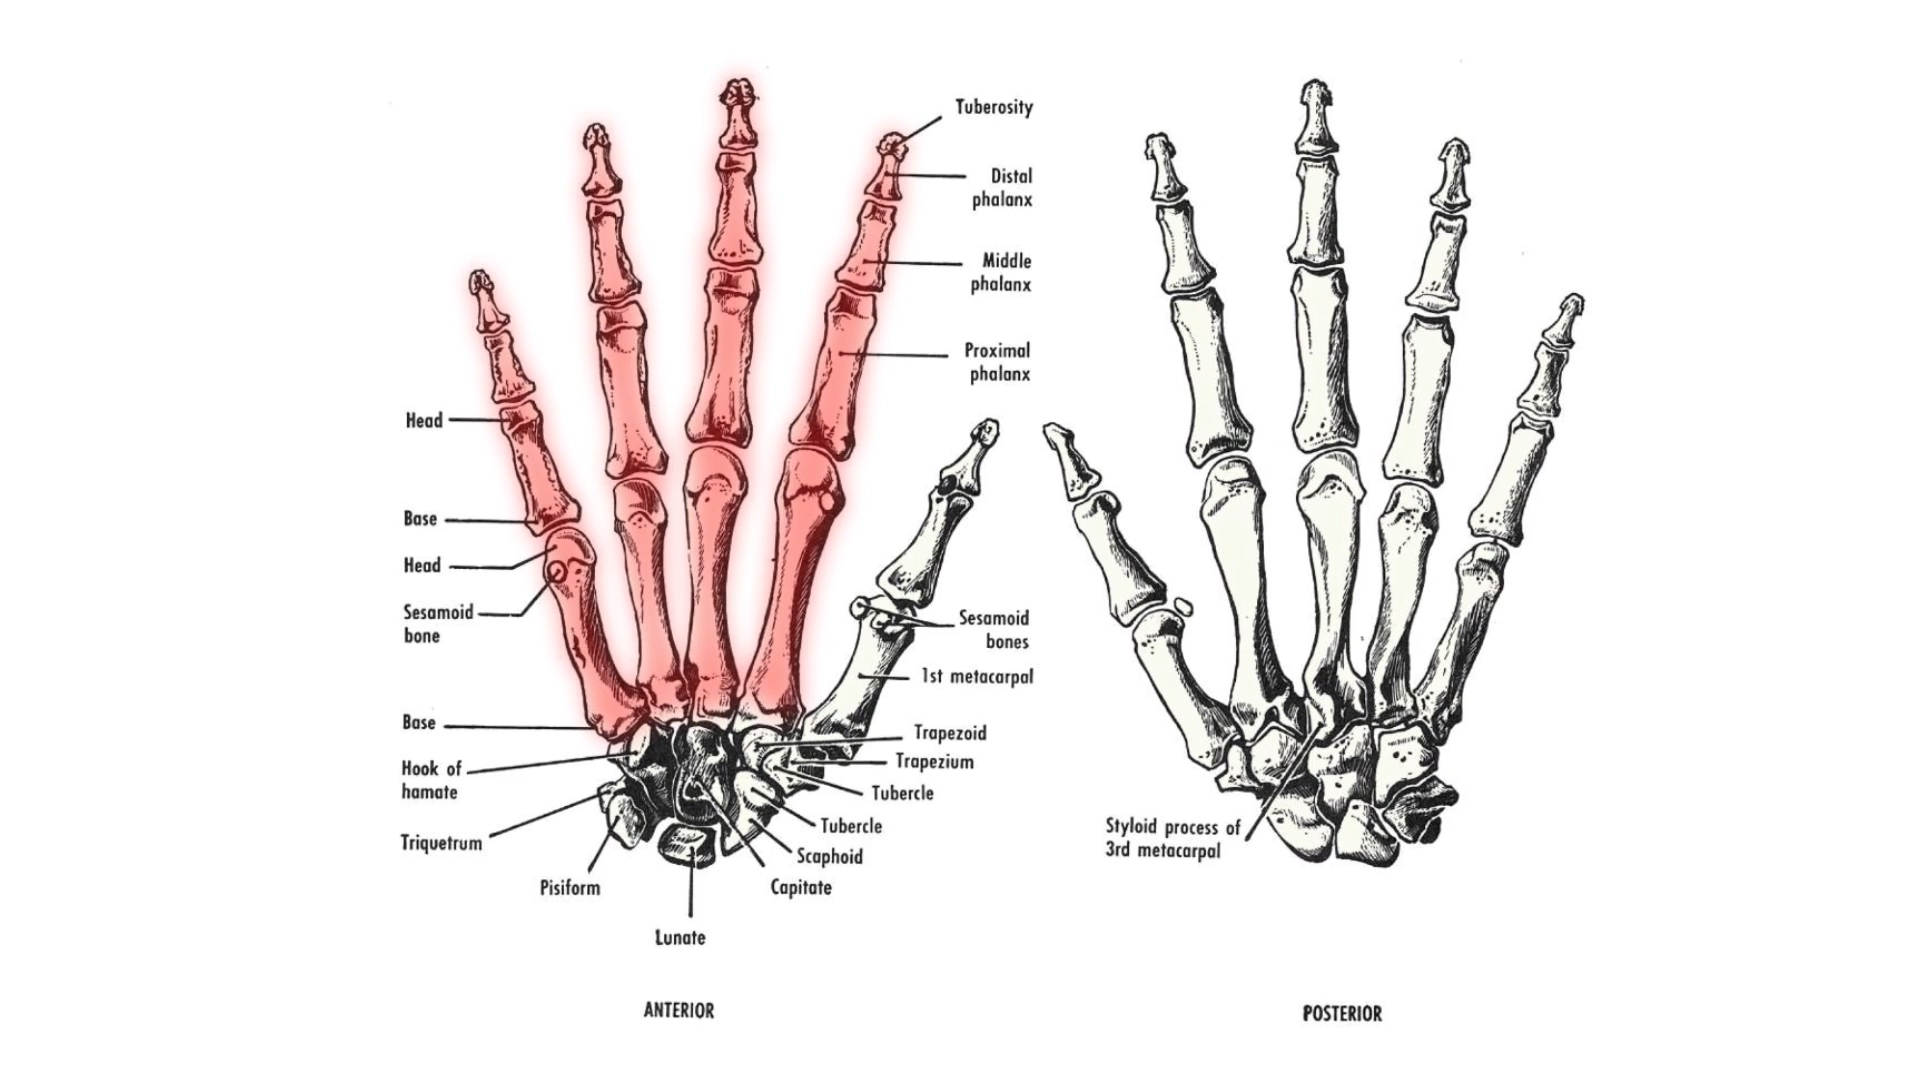 Tuberosity
Distal
phalanx
Middle
phalanx
Proximal
phalanx
Head
Base
Head
Sesamoid
bone
Sesamoid
bones
1st metacarpal
Base
Trapezoid
Trapezium
Hook of
hamate
Tubercle
Tubercle
Triquetrum
Scaphoid
Pisiform
Capitate
Lunate
ANTERIOR
Styloid process of
3rd metacarpal
POSTERIOR